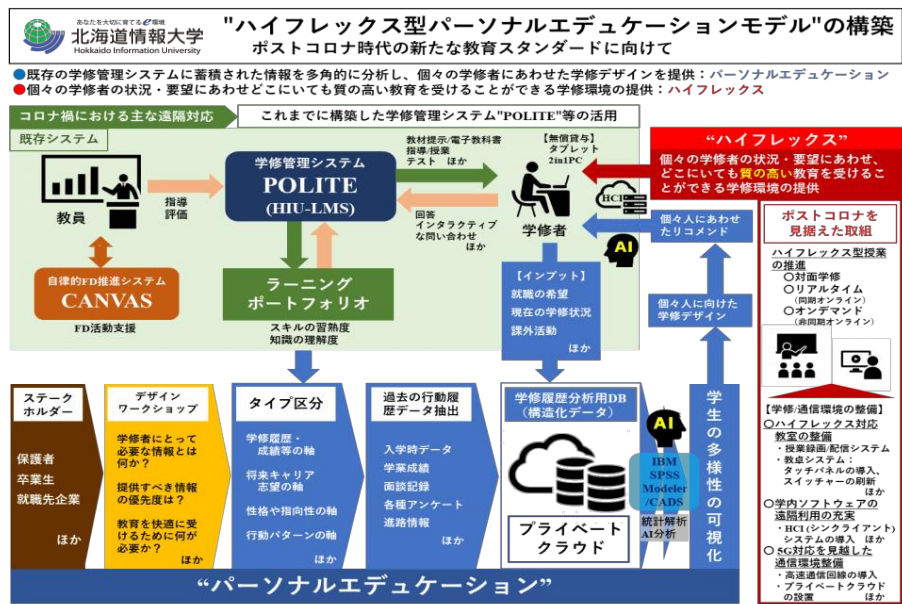 あなたを大切に育てるe環境
北海道情報大学
Hokkaido Information University
"ハイフレックス型パーソナルエデュケーションモデル"の構築
ポストコロナ時代の新たな教育スタンダードに向けて
●既存の学修管理システムに蓄積された情報を多角的に分析し、個々の学修者にあわせた学修デザインを提供：パーソナルエデュケーション
●個々の学修者の状況・要望にあわせどこにいても質の高い教育を受けることができる学修環境の提供：ハイフレックス
コロナ禍における主な遠隔対応
これまでに構築した学修管理システム"POLITE"等の活用
既存システム
教員
指導
評価
自律的FD推進システム
CANVAS
FD活動支援
学修管理システム
POLITE
(HIU-LMS)
ラーニング
ポートフォリオ
スキルの習熟度
知識の理解度
教材提示/電子教科書
指導/授業
テスト ほか
回答
インタラクティブ
な問い合わせ
ほか
【無償貸与】
タブレット
2in1PC
学修者
HCI
AI
【インプット】
就職の希望
現在の学修状況
課外活動
ほか
“ハイフレックス”
個々の学修者の状況・要望にあわせ、
どこにいても質の高い教育を受けるこ
とができる学修環境の提供
個々人にあわせ
たリコメンド
個々人に向けた
学修デザイン
学生の多様性の可視化
ポストコロナを
見据えた取組
ハイフレックス型授業
の推進
〇対面学修
〇リアルタイム
(同期オンライン)
〇オンデマンド
(非同期オンライン)
【学修/通信環境の整備】
〇ハイフレックス対応
教室の整備
・授業録画/配信システム
・教卓システム：
タッチパネルの導入、
スイッチャーの刷新
ほか
〇学内ソフトウェアの
遠隔利用の充実
・HCI(シンクライアント)
システムの導入 ほか
〇 5G対応を見越した
通信環境整備
・高速通信回線の導入
・プライベートクラウド
の設置 ほか
ステーク
ホルダー
保護者
卒業生
就職先企業
ほか
デザイン
ワークショップ
学修者にとって
必要な情報とは
何か？
提供すべき情報
の優先度は？
教育を快適に受
けるために何が
必要か？
ほか
タイプ区分
学修履歴・
成績等の軸
将来キャリア
志望の軸
性格や指向性の軸
行動パターンの軸
ほか
過去の行動履
歴データ抽出
入学時データ
学業成績
面談記録
各種アンケート
進路情報
ほか
学修履歴分析用DB
(構造化データ)
プライベート
クラウド
AI
IBM
SPSS
Modeler
/CADS
統計解析
AI分析
“パーソナルエデュケーション”